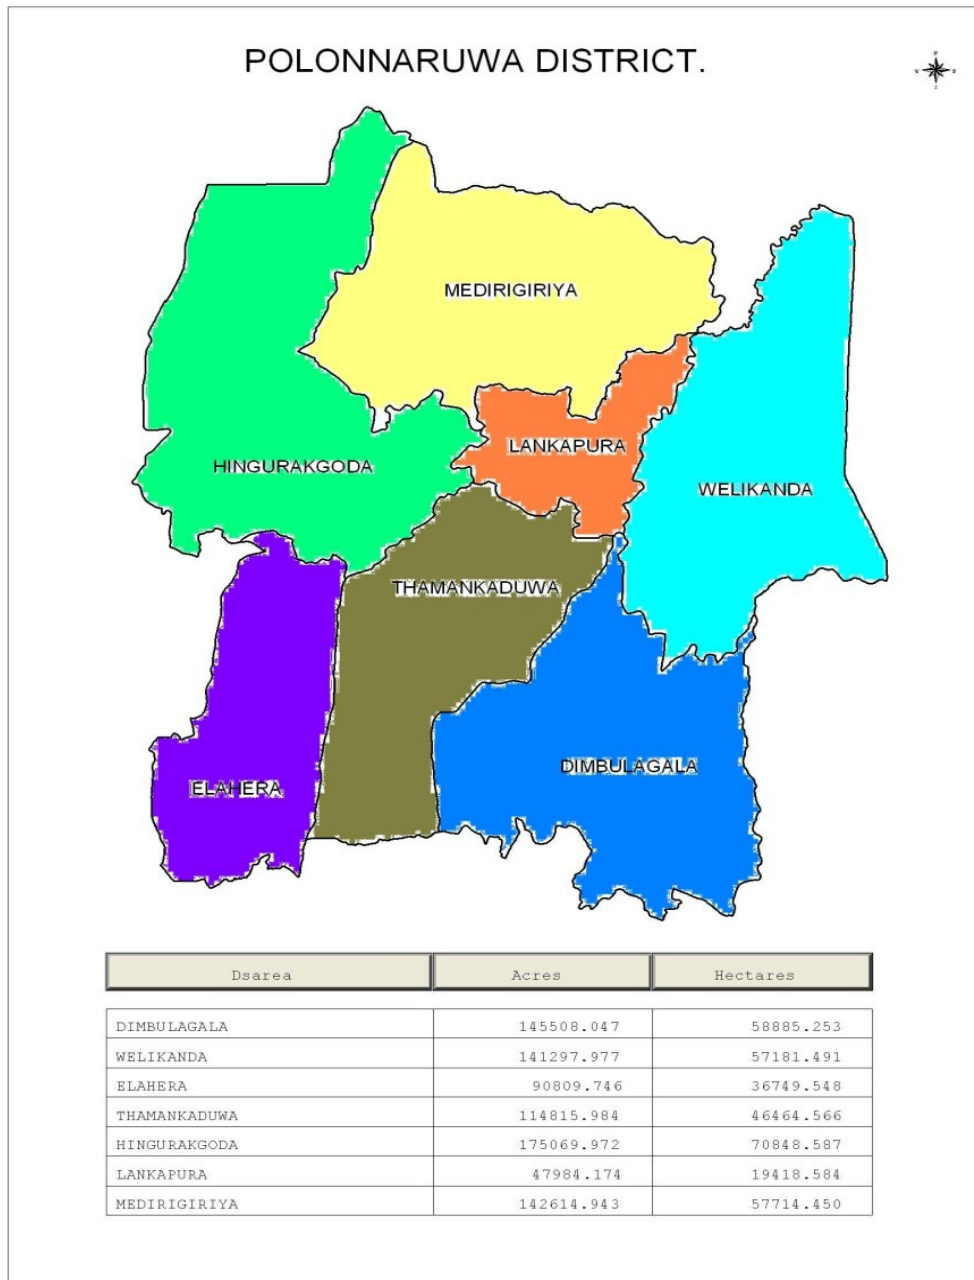 POLONNARUWA DISTRICT.
MEDIRIGIRIYA
LANKAPURA
HINGURAKGODA
WELIKANDA
THAMANKADUWA
DIMBULAGALA
ELAHERA
Dsarea Acres Hectares
DIMBULAGALA 145508.047 58885.253
WELIKANDA 141297.977 57181.491
ELAHERA 90809.746 36749.548
THAMANKADUWA 114815.984 46464.566
HINGURAKGODA 175069.972 70848.587
LANKAPURA 47984.174 19418.584
MEDIRIGIRIYA 142614.943 57714.450